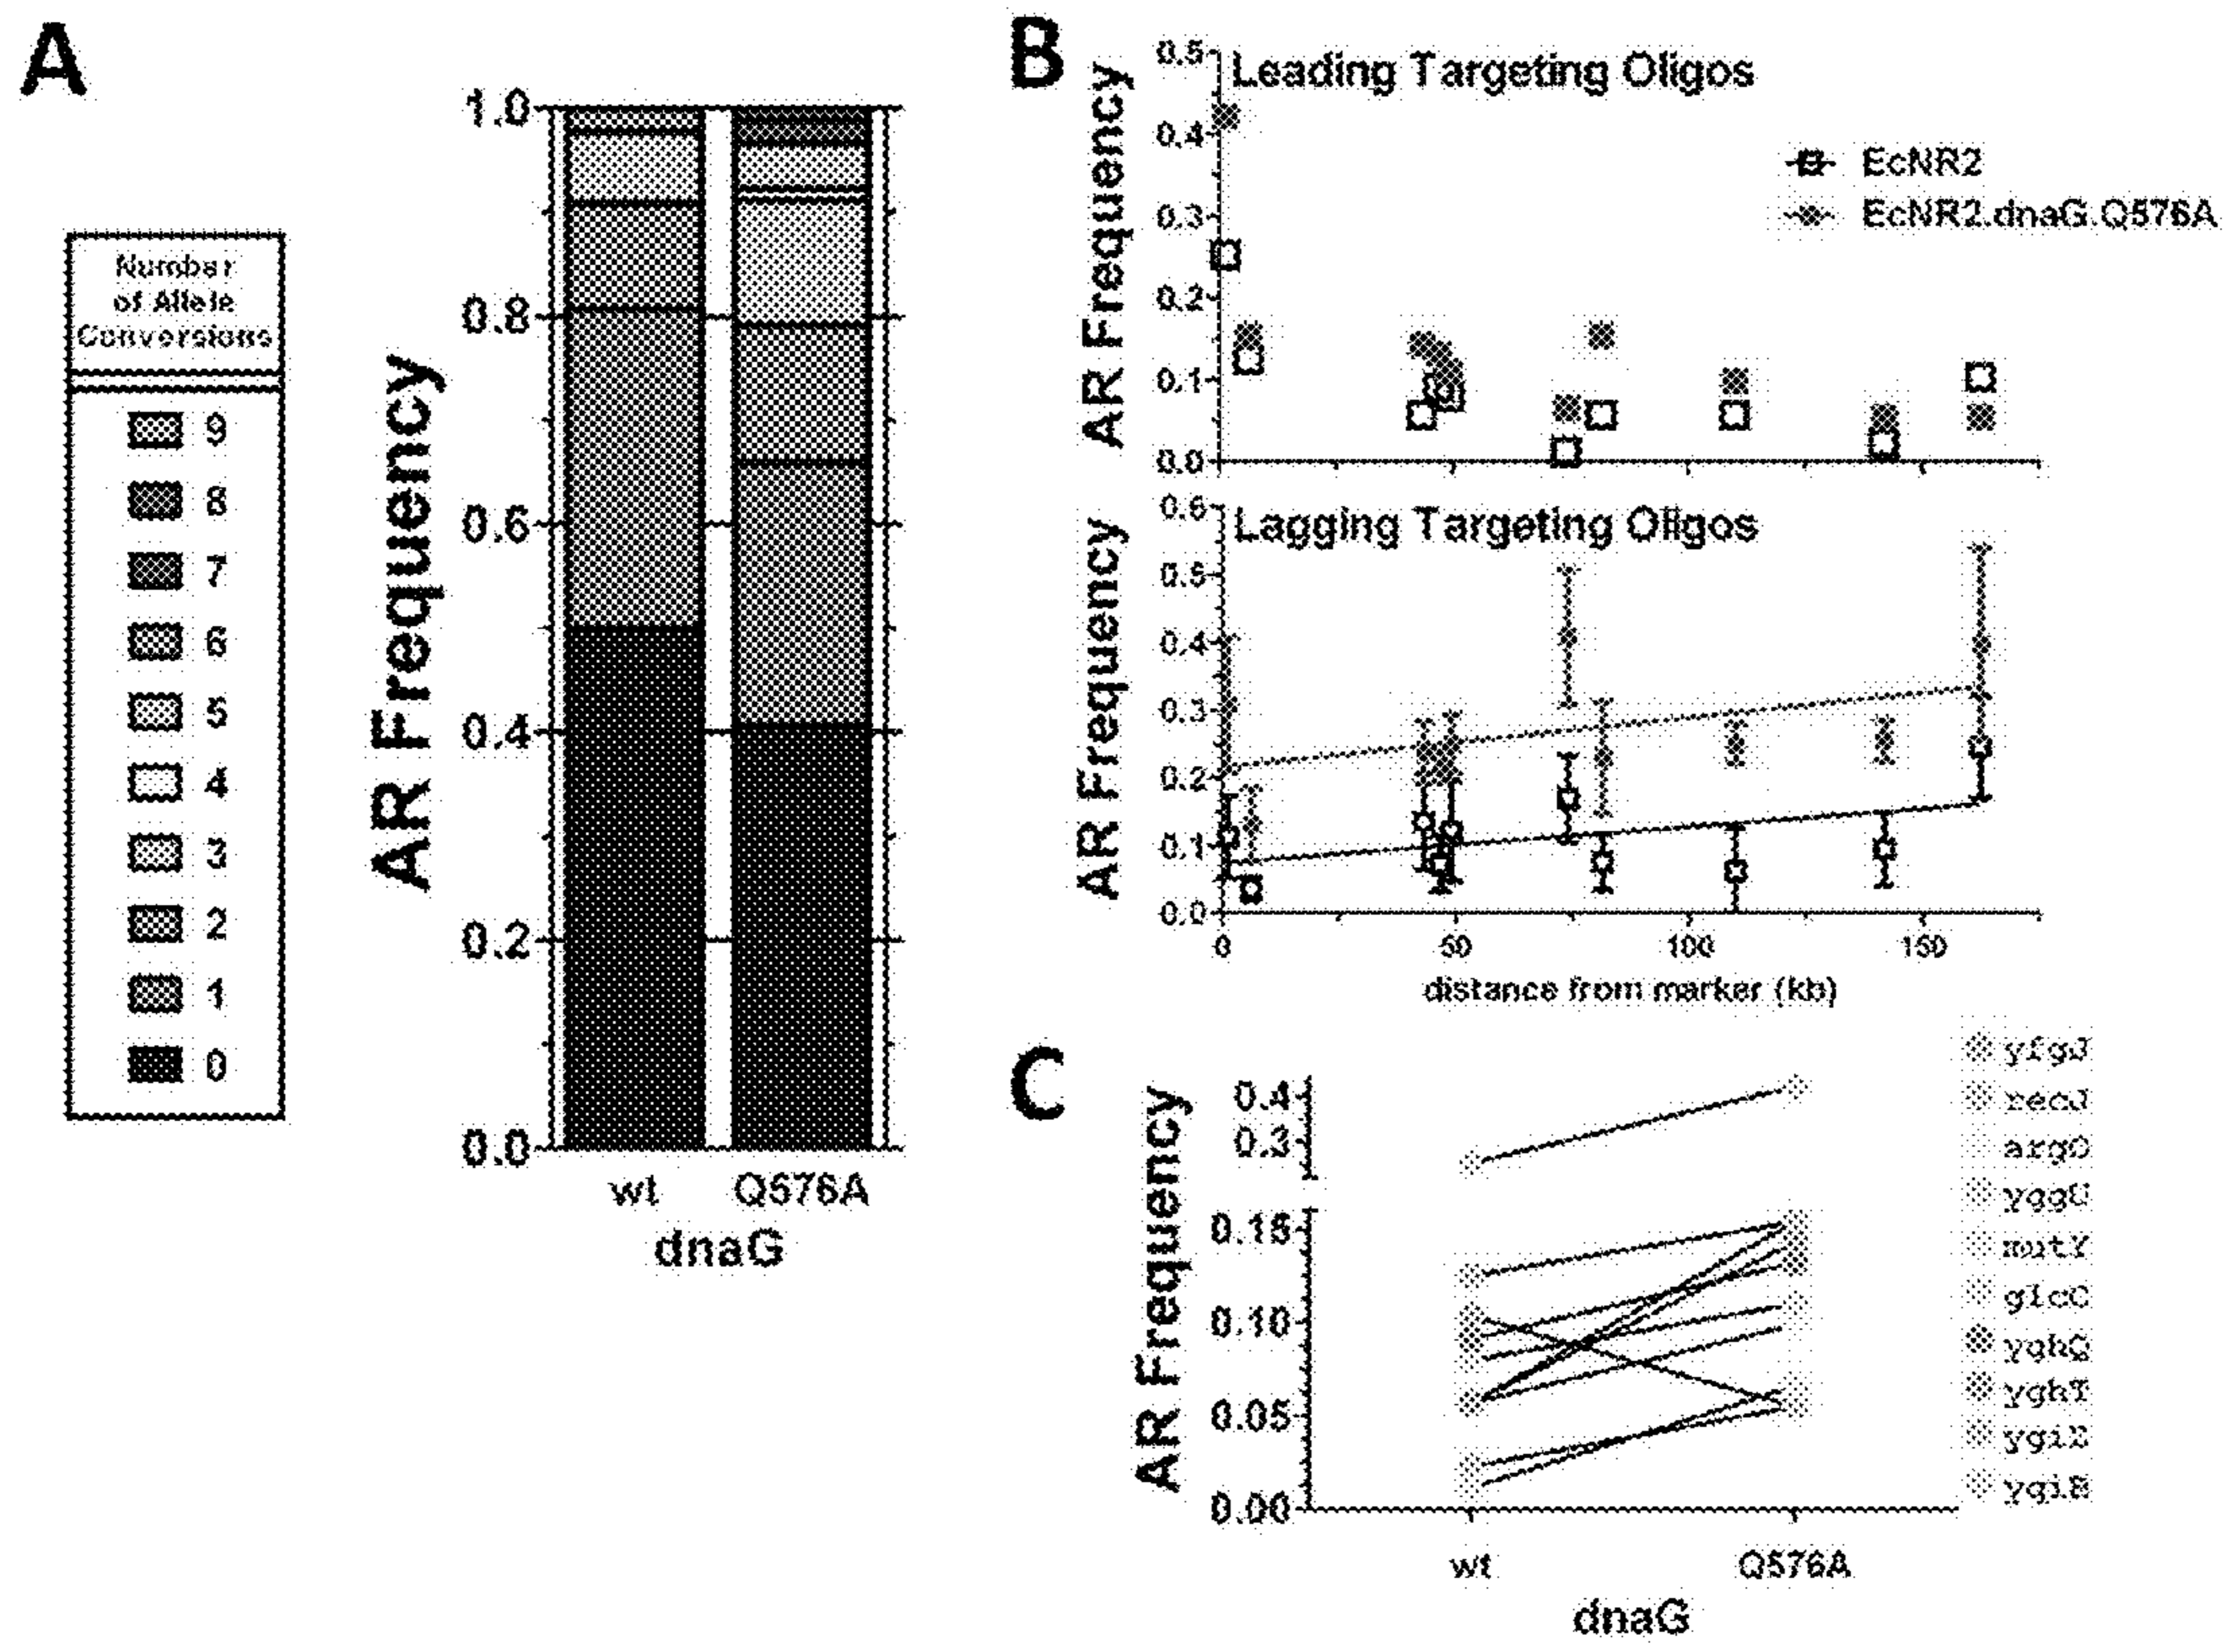 A
Number
of Allele
Conversions
9
8
7
6
5
4
3
2
1
0
AR Frequency
1.0
0.8
0.6
0.4
0.2
0.0
wt
Q576A
dnaG
B
AR Frequency
0.5
0.4
0.3
0.2
0.1
0.0
Leading Targeting Oligos
EcNR2
EcNR2.dnaG.Q576A
AR Frequency
0.6
0.5
0.4
0.3
0.2
0.1
0.0
Lagging Targeting Oligos
0
50
100
150
distance from marker (kb)
C
AR Frequency
0.4
0.3
0.15
0.10
0.05
0.00
wt
Q576A
dnaG
yfgJ
recJ
argO
yggU
mutY
glcC
yghQ
yghT
ygiZ